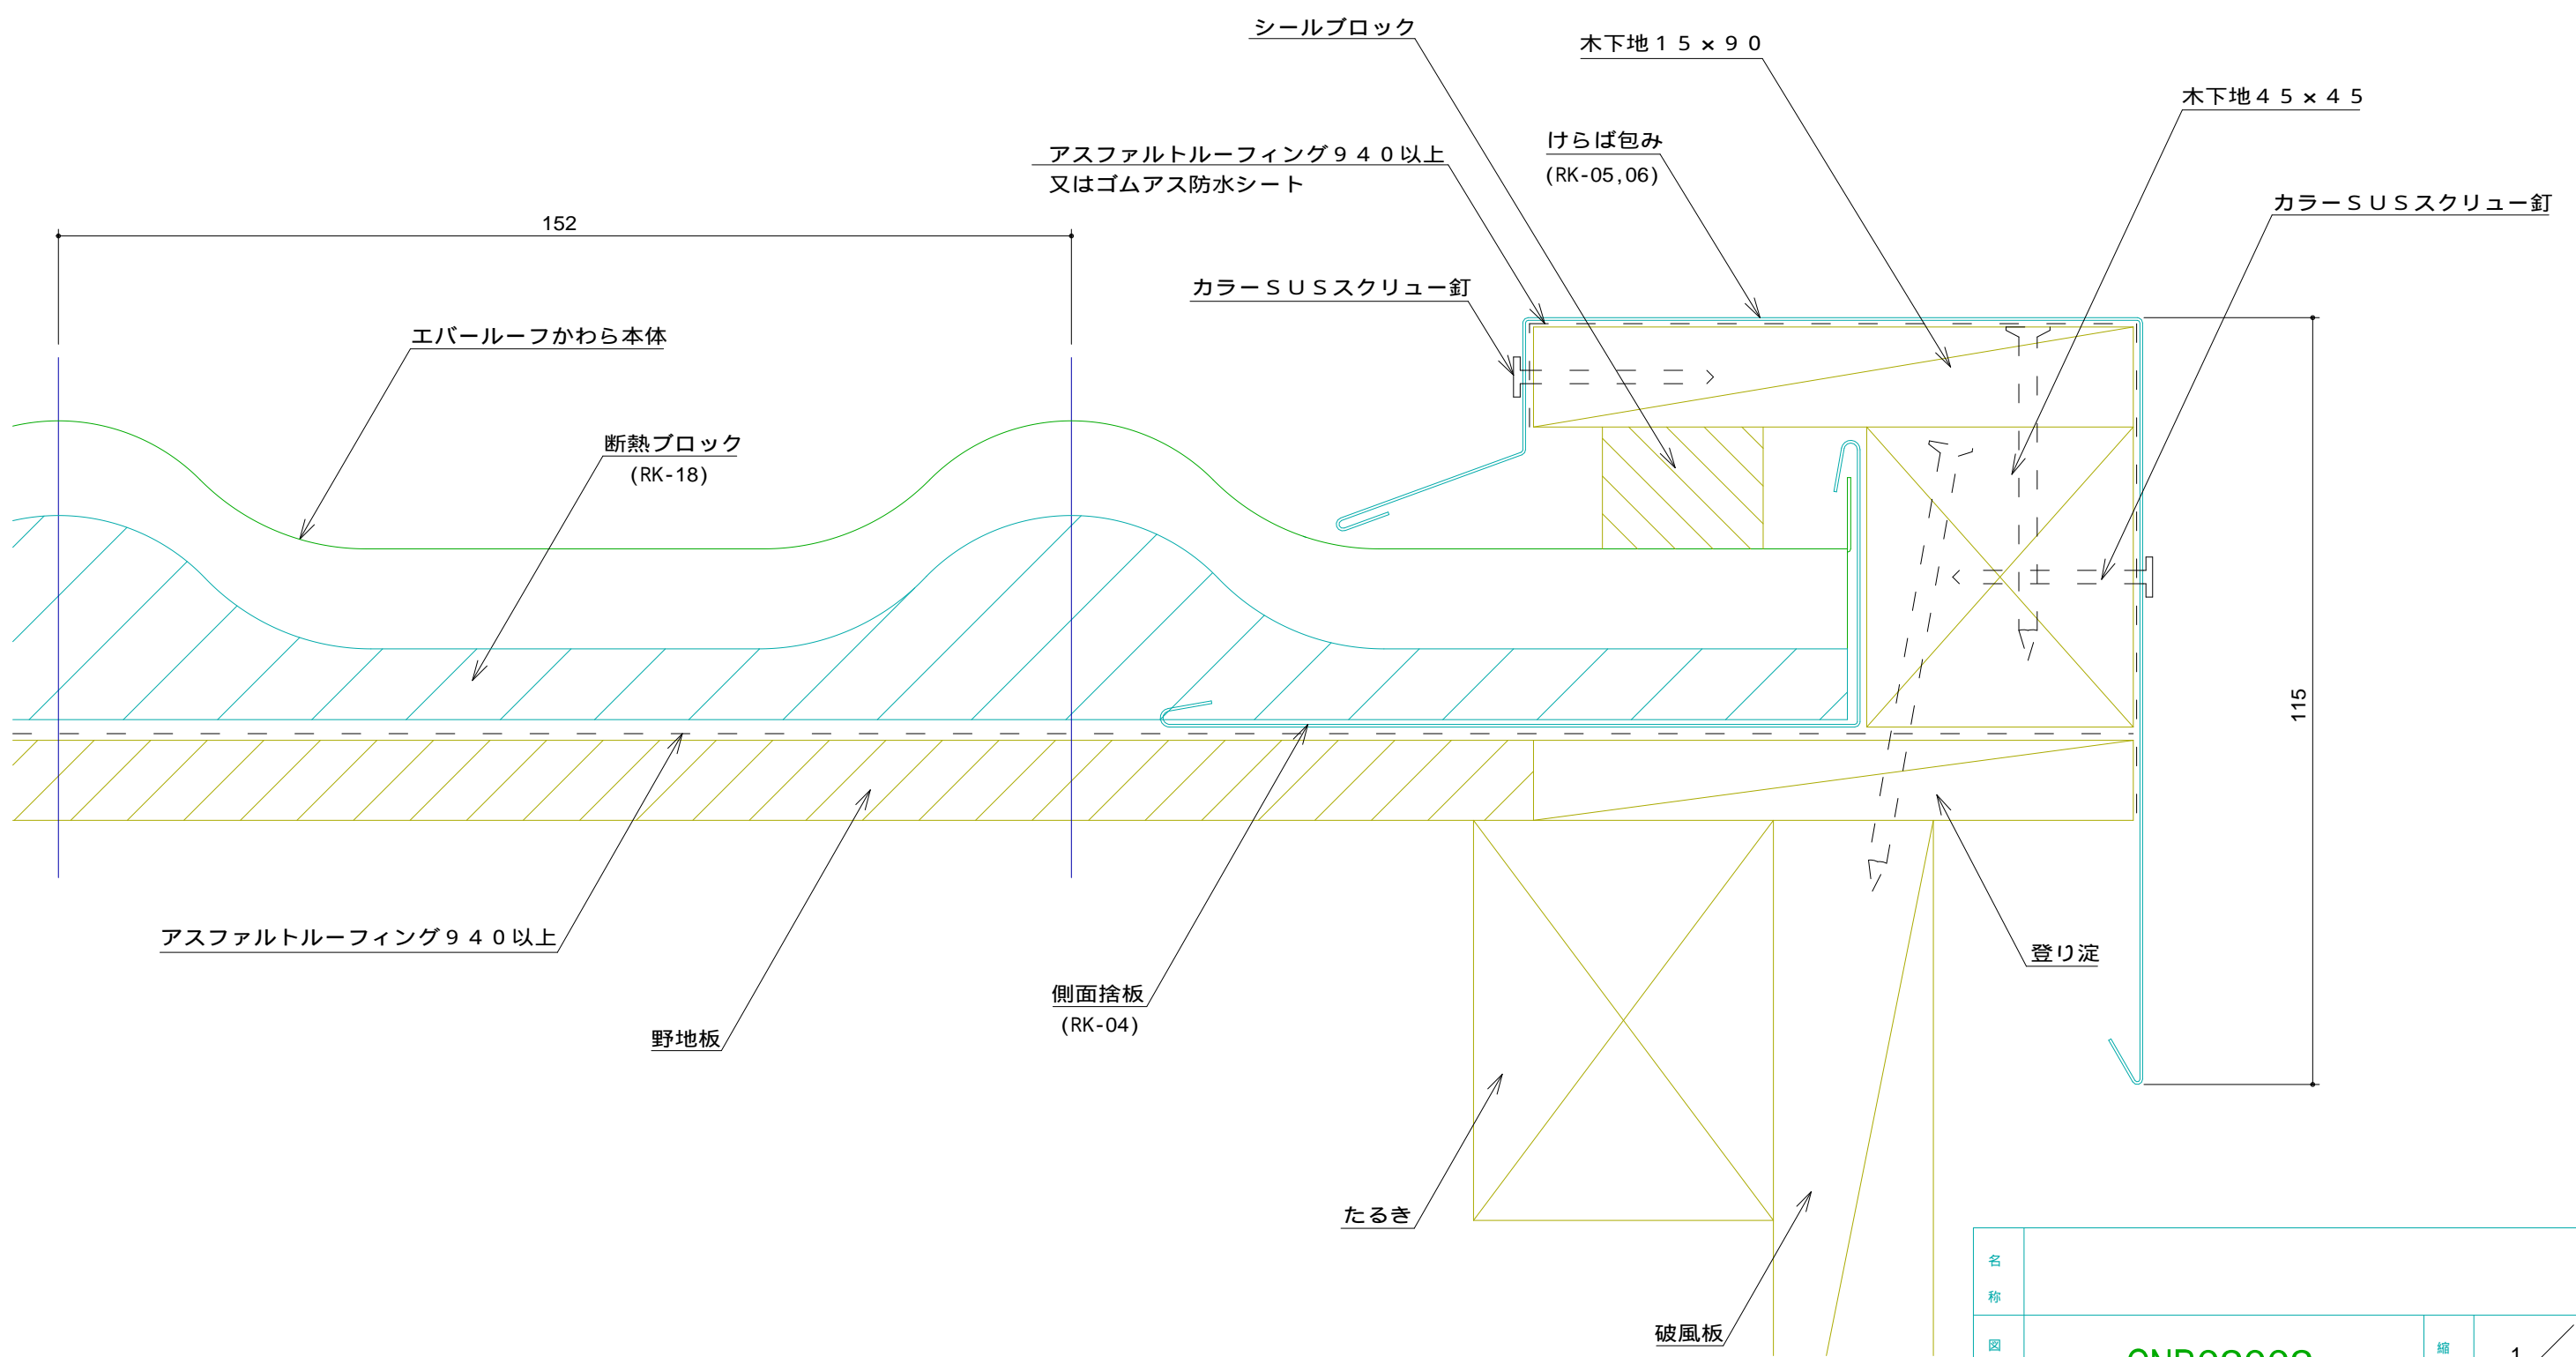 シールブロック
木下地１５×９０
木下地４５×４５
けらば包み
(RK-05,06)
アスファルトルーフィング９４０以上
又はゴムアス防水シート
カラーＳＵＳスクリュー釘
152
カラーＳＵＳスクリュー釘
エバールーフかわら本体
断熱ブロック
(RK-18)
115
アスファルトルーフィング９４０以上
登り淀
側面捨板
(RK-04)
野地板
たるき
破風板
名
称
図
縮
1